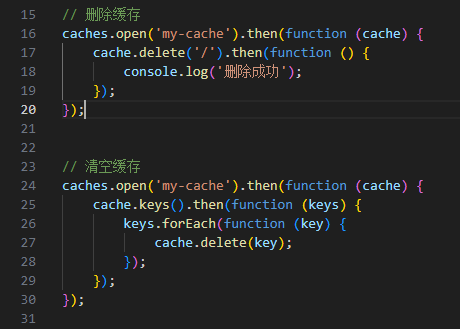 15 // 删除缓存
16 caches.open('my-cache').then(function (cache) {
17     cache.delete('/').then(function () {
18         console.log('删除成功');
19     });
20 });
21
22
23 // 清空缓存
24 caches.open('my-cache').then(function (cache) {
25     cache.keys().then(function (keys) {
26         keys.forEach(function (key) {
27             cache.delete(key);
28         });
29     });
30 });
31